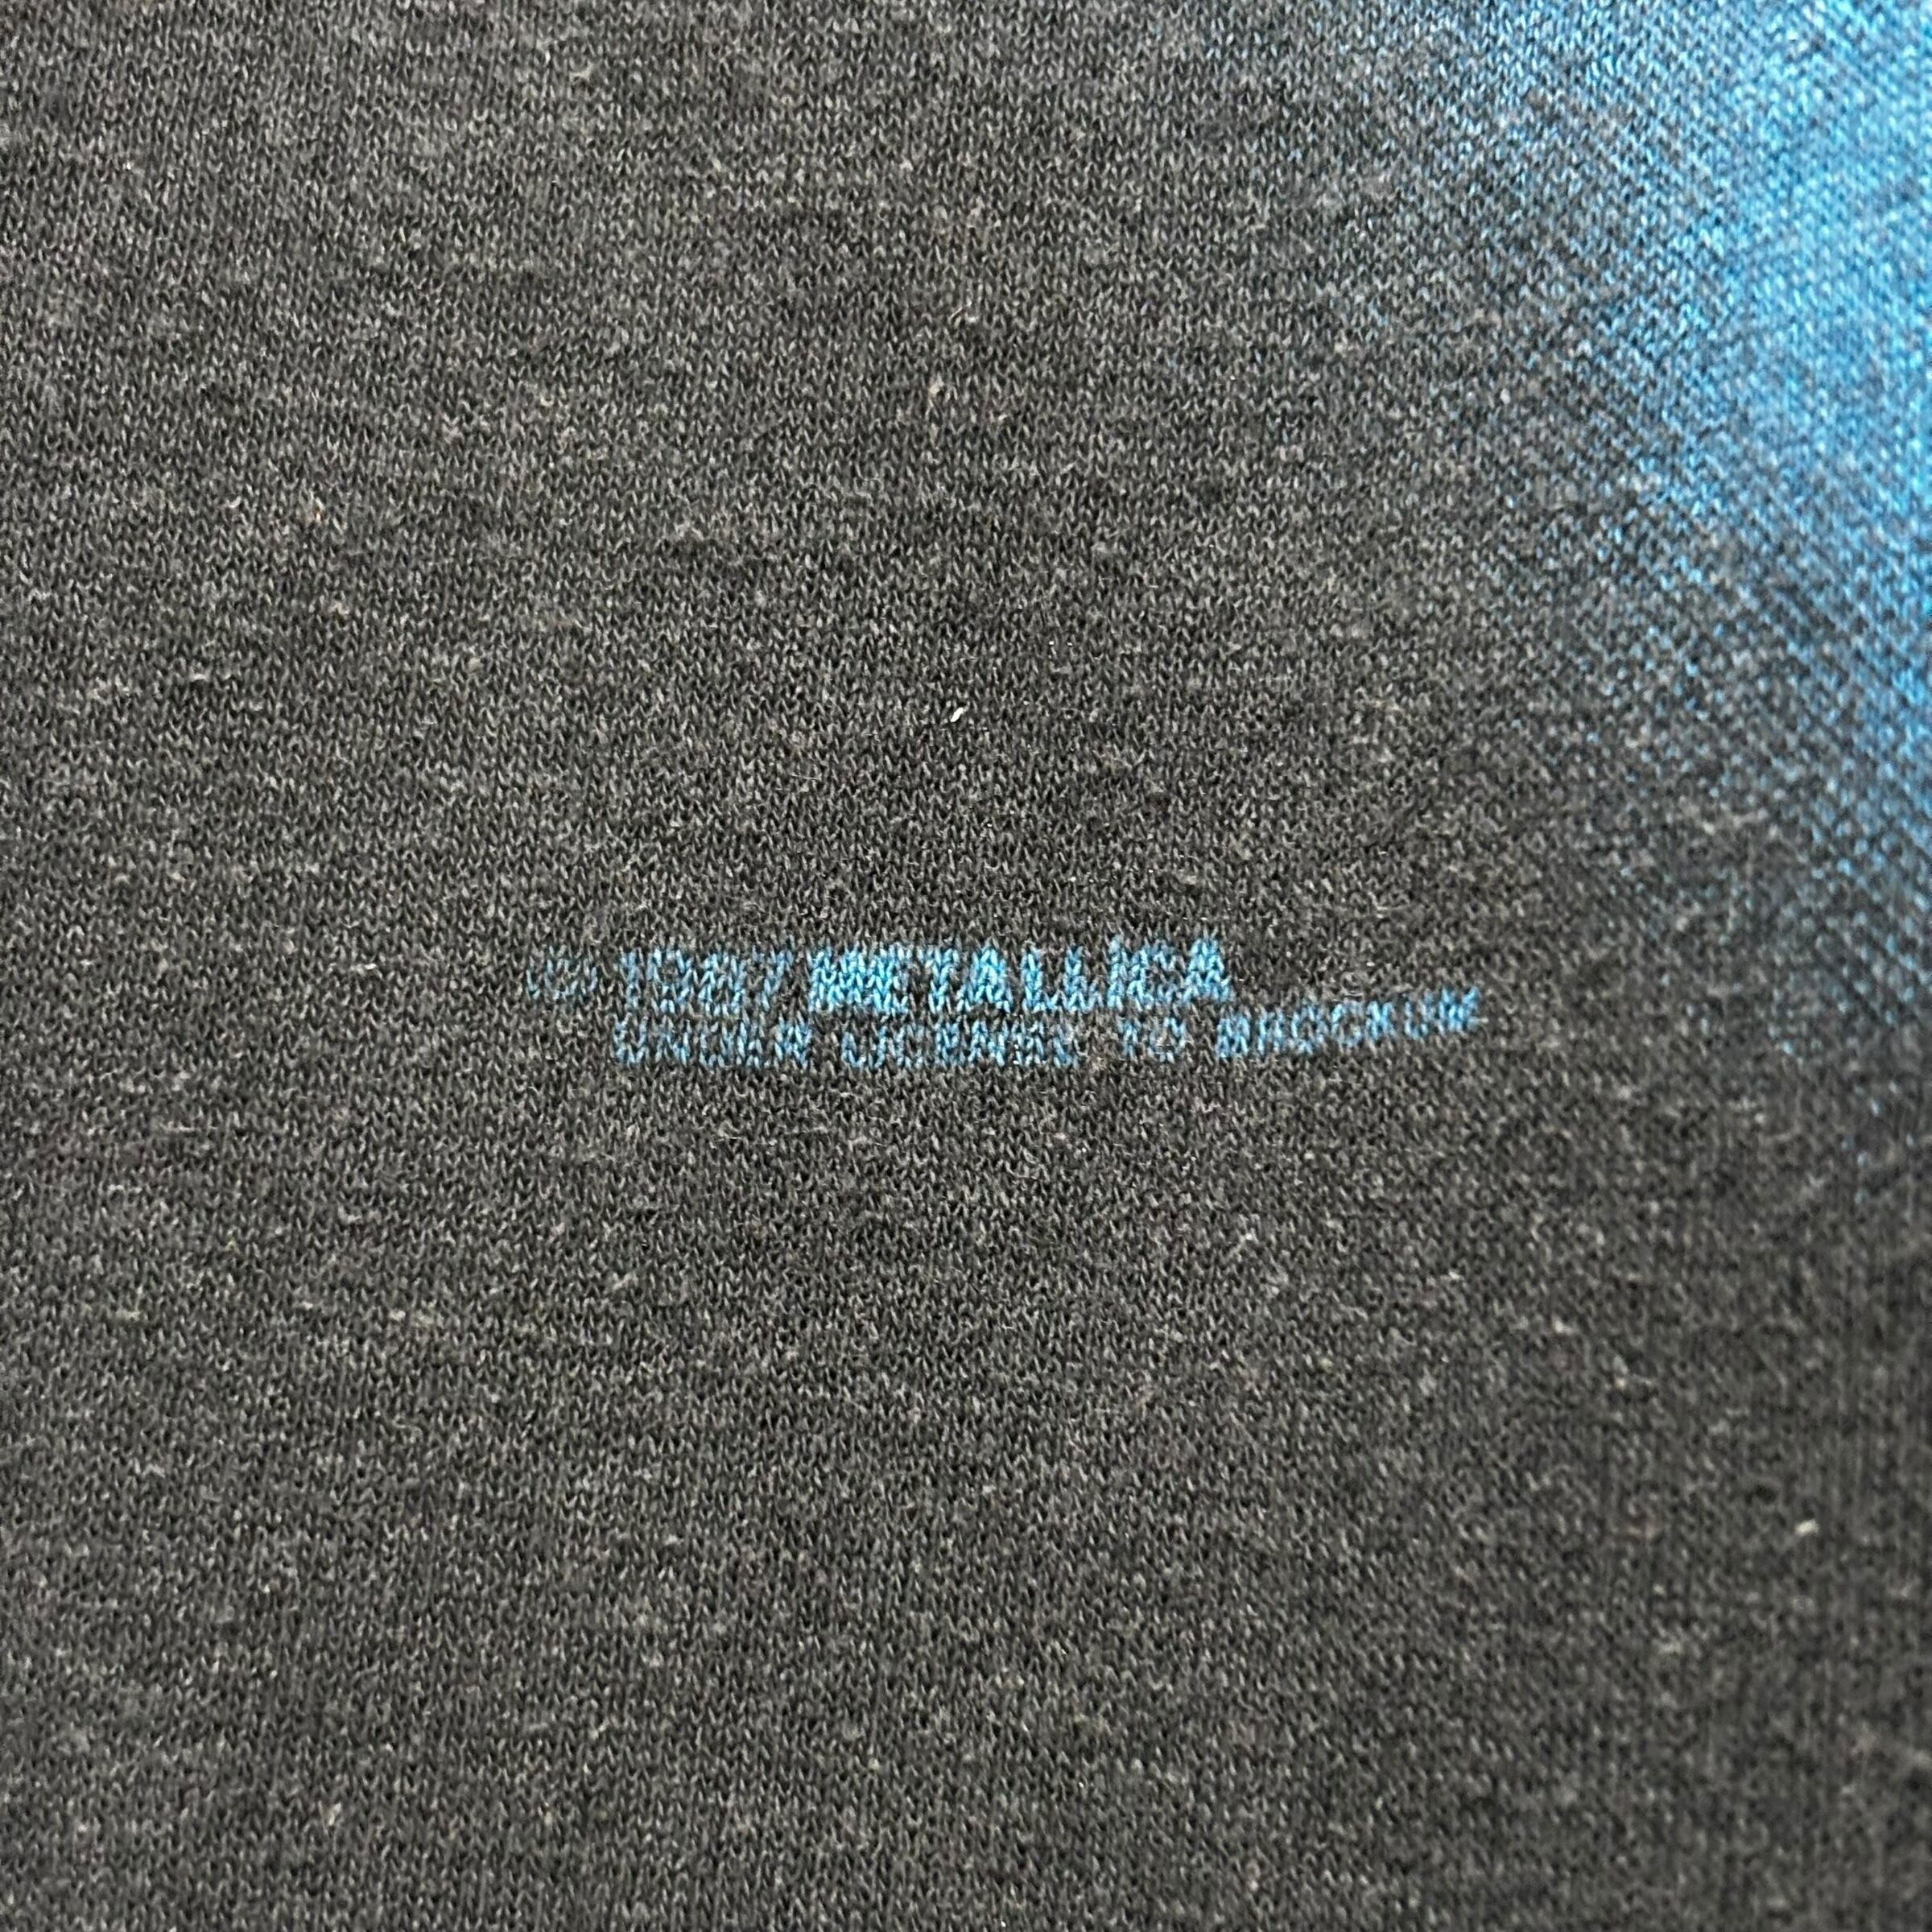 © 1987 METALLICA
UNDER LICENSE TO BROCKUM